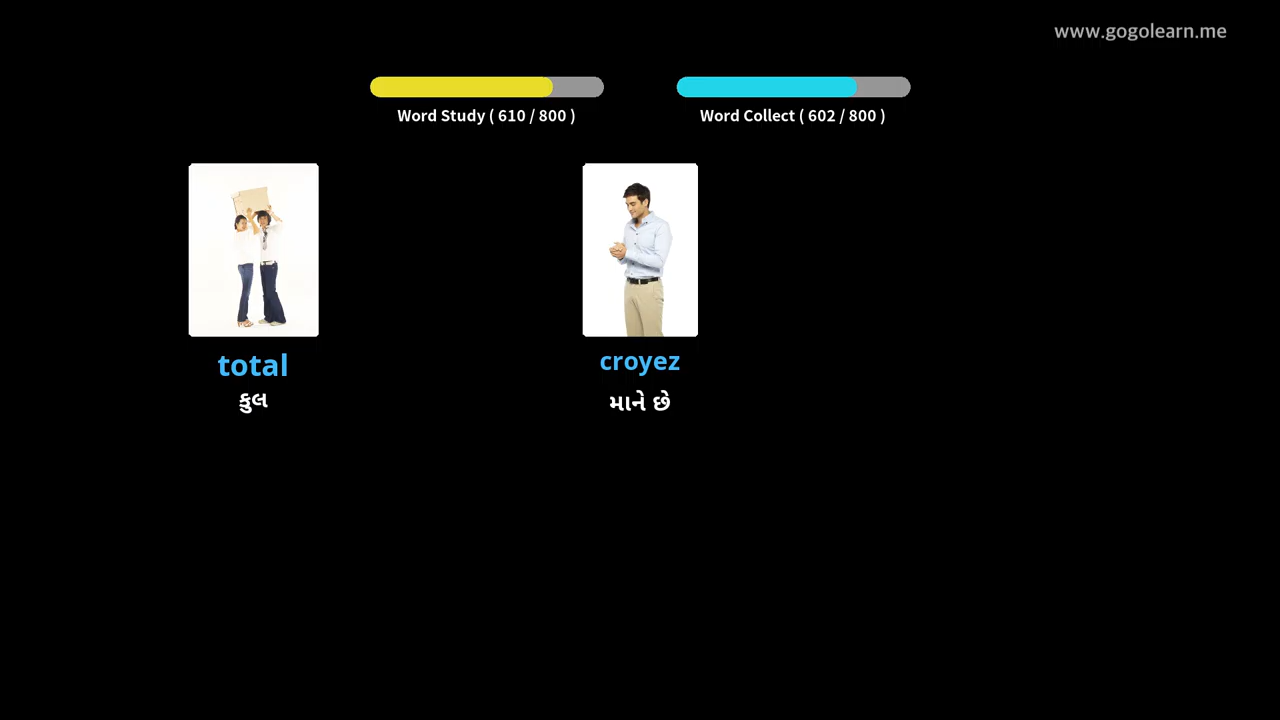 www.gogolearn.me
Word Study ( 610 / 800 )
Word Collect ( 602 / 800 )
total
કુલ
croyez
માને છે